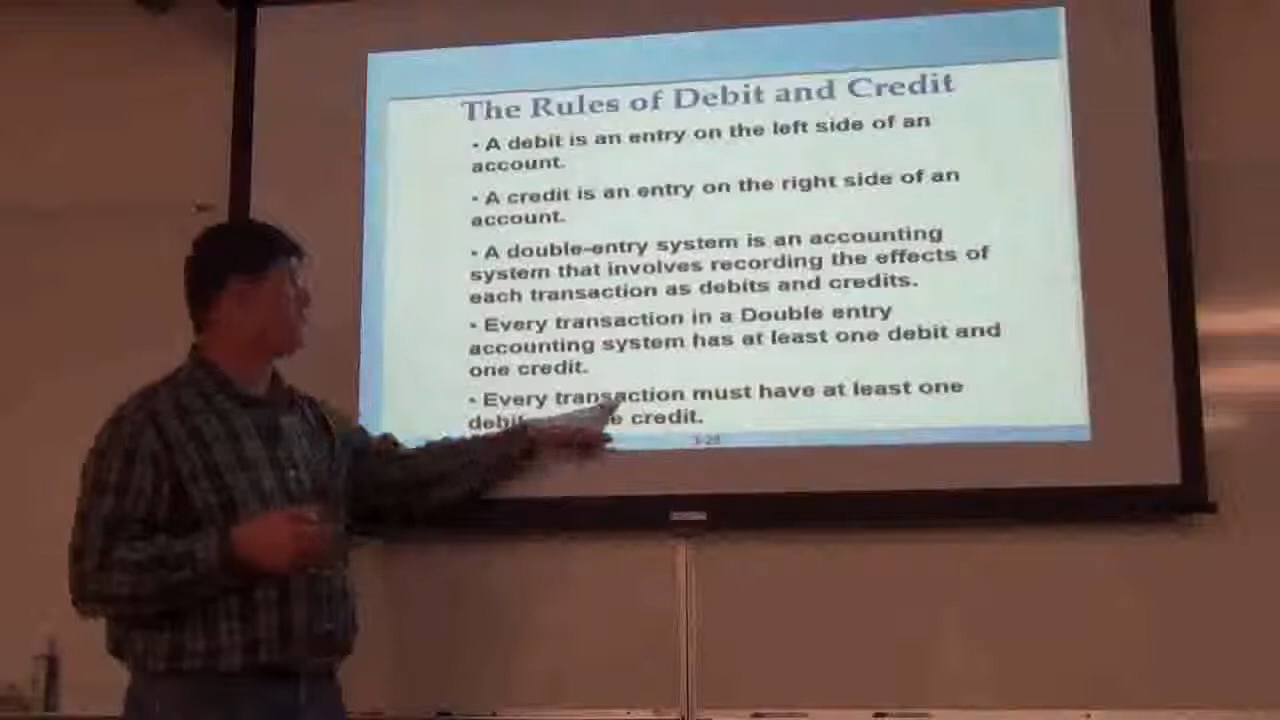 The Rules of Debit and Credit
• A debit is an entry on the left side of an
account.
• A credit is an entry on the right side of an
account.
• A double-entry system is an accounting
system that involves recording the effects of
each transaction as debits and credits.
• Every transaction in a Double entry
accounting system has at least one debit and
one credit.
• Every transaction must have at least one
debit credit.